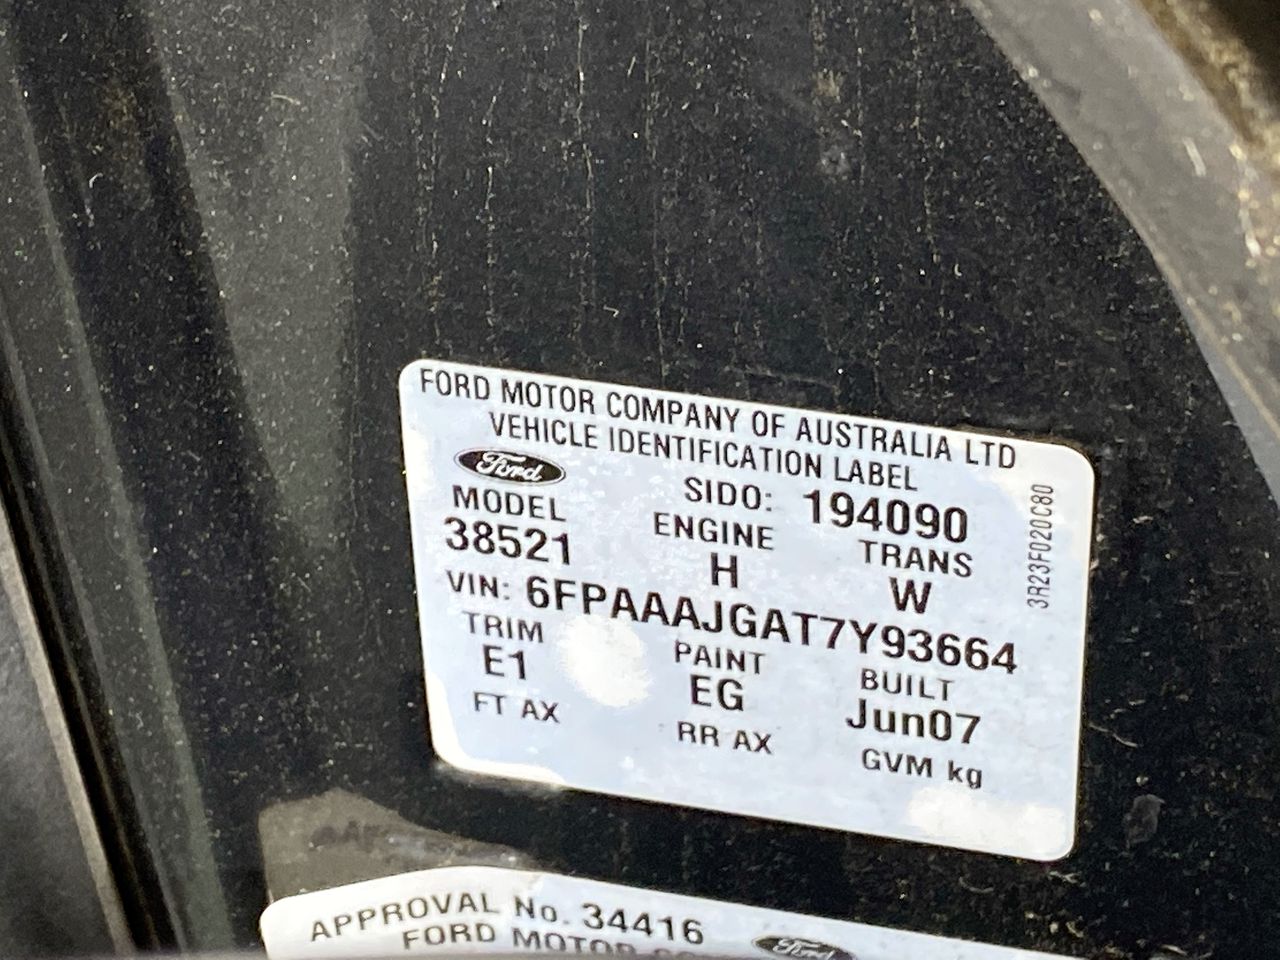 FORD MOTOR COMPANY OF AUSTRALIA LTD
VEHICLE IDENTIFICATION LABEL
Ford
SIDO: 194090
MODEL ENGINE TRANS
38521 H W
VIN: 6FPAAAJGAT7Y93664
TRIM PAINT BUILT
E1 EG Jun07
FT AX RR AX GVM kg
3R23F020C80
APPROVAL No. 34416
Ford
FORD MOTOR